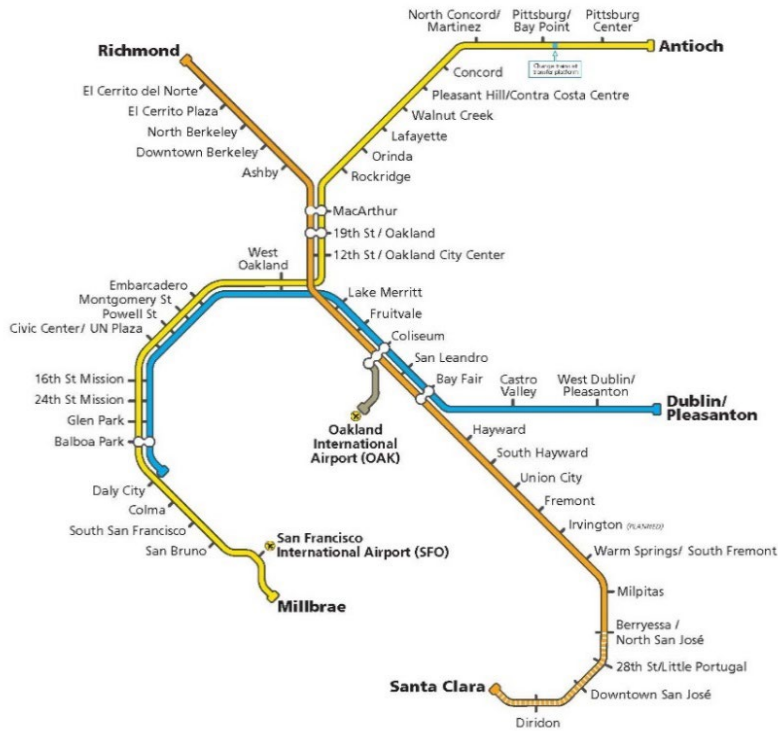 North Concord/
Martinez
Pittsburg/
Bay Point
Pittsburg
Center
Richmond
Antioch
Change trains at
transfer platform
Concord
El Cerrito del Norte
Pleasant Hill/Contra Costa Centre
El Cerrito Plaza
Walnut Creek
North Berkeley
Lafayette
Downtown Berkeley
Orinda
Ashby
Rockridge
MacArthur
19th St / Oakland
West
Oakland
12th St / Oakland City Center
Embarcadero
Montgomery St
Powell St
Civic Center/ UN Plaza
Lake Merritt
Fruitvale
Coliseum
San Leandro
Bay Fair
Castro
Valley
West Dublin/
Pleasanton
Dublin/
Pleasanton
16th St Mission
24th St Mission
Glen Park
Balboa Park
Oakland
International
Airport (OAK)
Hayward
South Hayward
Union City
Fremont
Irvington (PLANNED)
Warm Springs/ South Fremont
Daly City
Colma
South San Francisco
San Bruno
San Francisco
International Airport (SFO)
Millbrae
Milpitas
Berryessa /
North San José
28th St/Little Portugal
Downtown San José
Santa Clara
Diridon